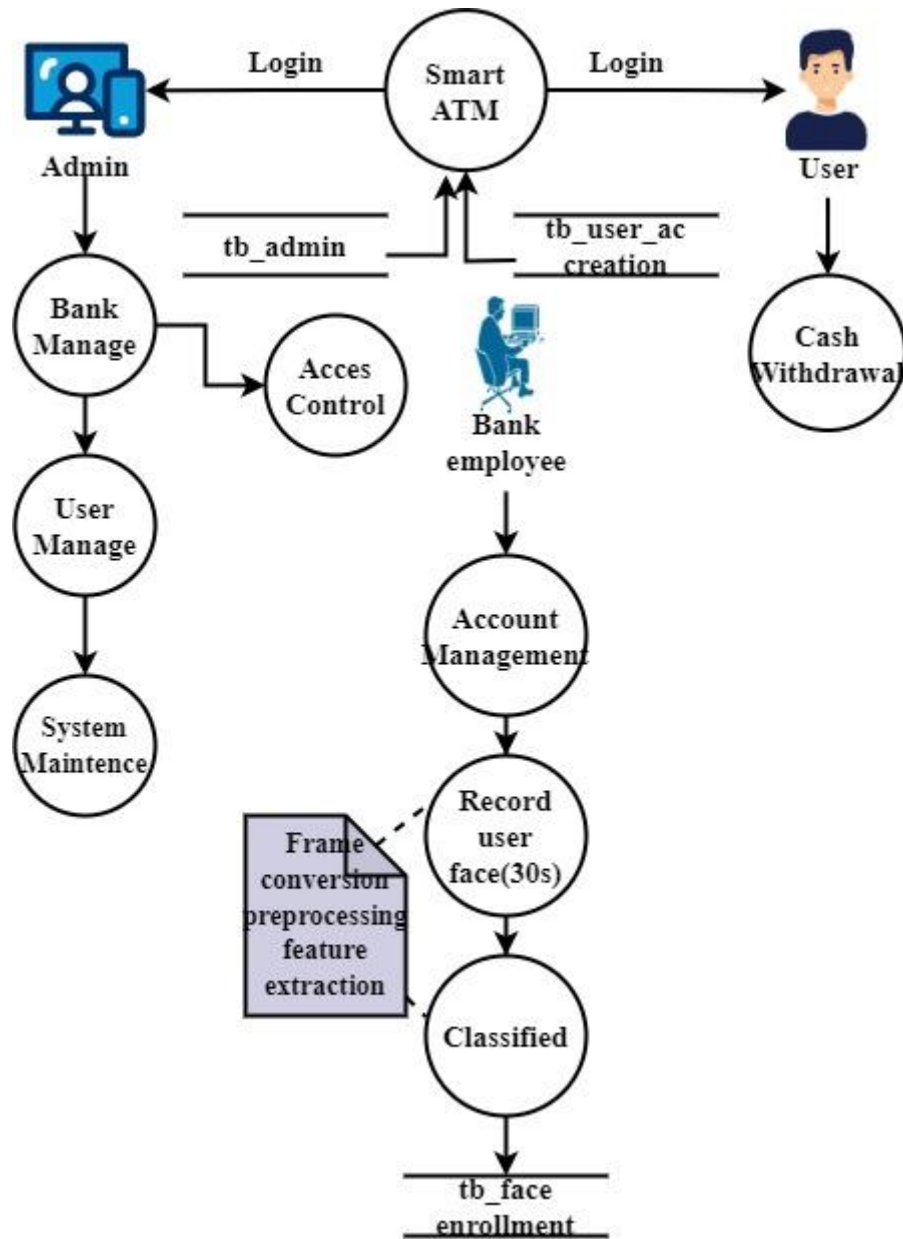 Login
Smart
ATM
Login
Admin
User
tb_admin
tb_user_ac
creation
Bank
Manage
Acces
Control
Cash
Withdrawal
Bank
employee
User
Manage
Account
Management
System
Maintence
Record
user
face(30s)
Frame
conversion
preprocessing
feature
extraction
Classified
tb_face
enrollment